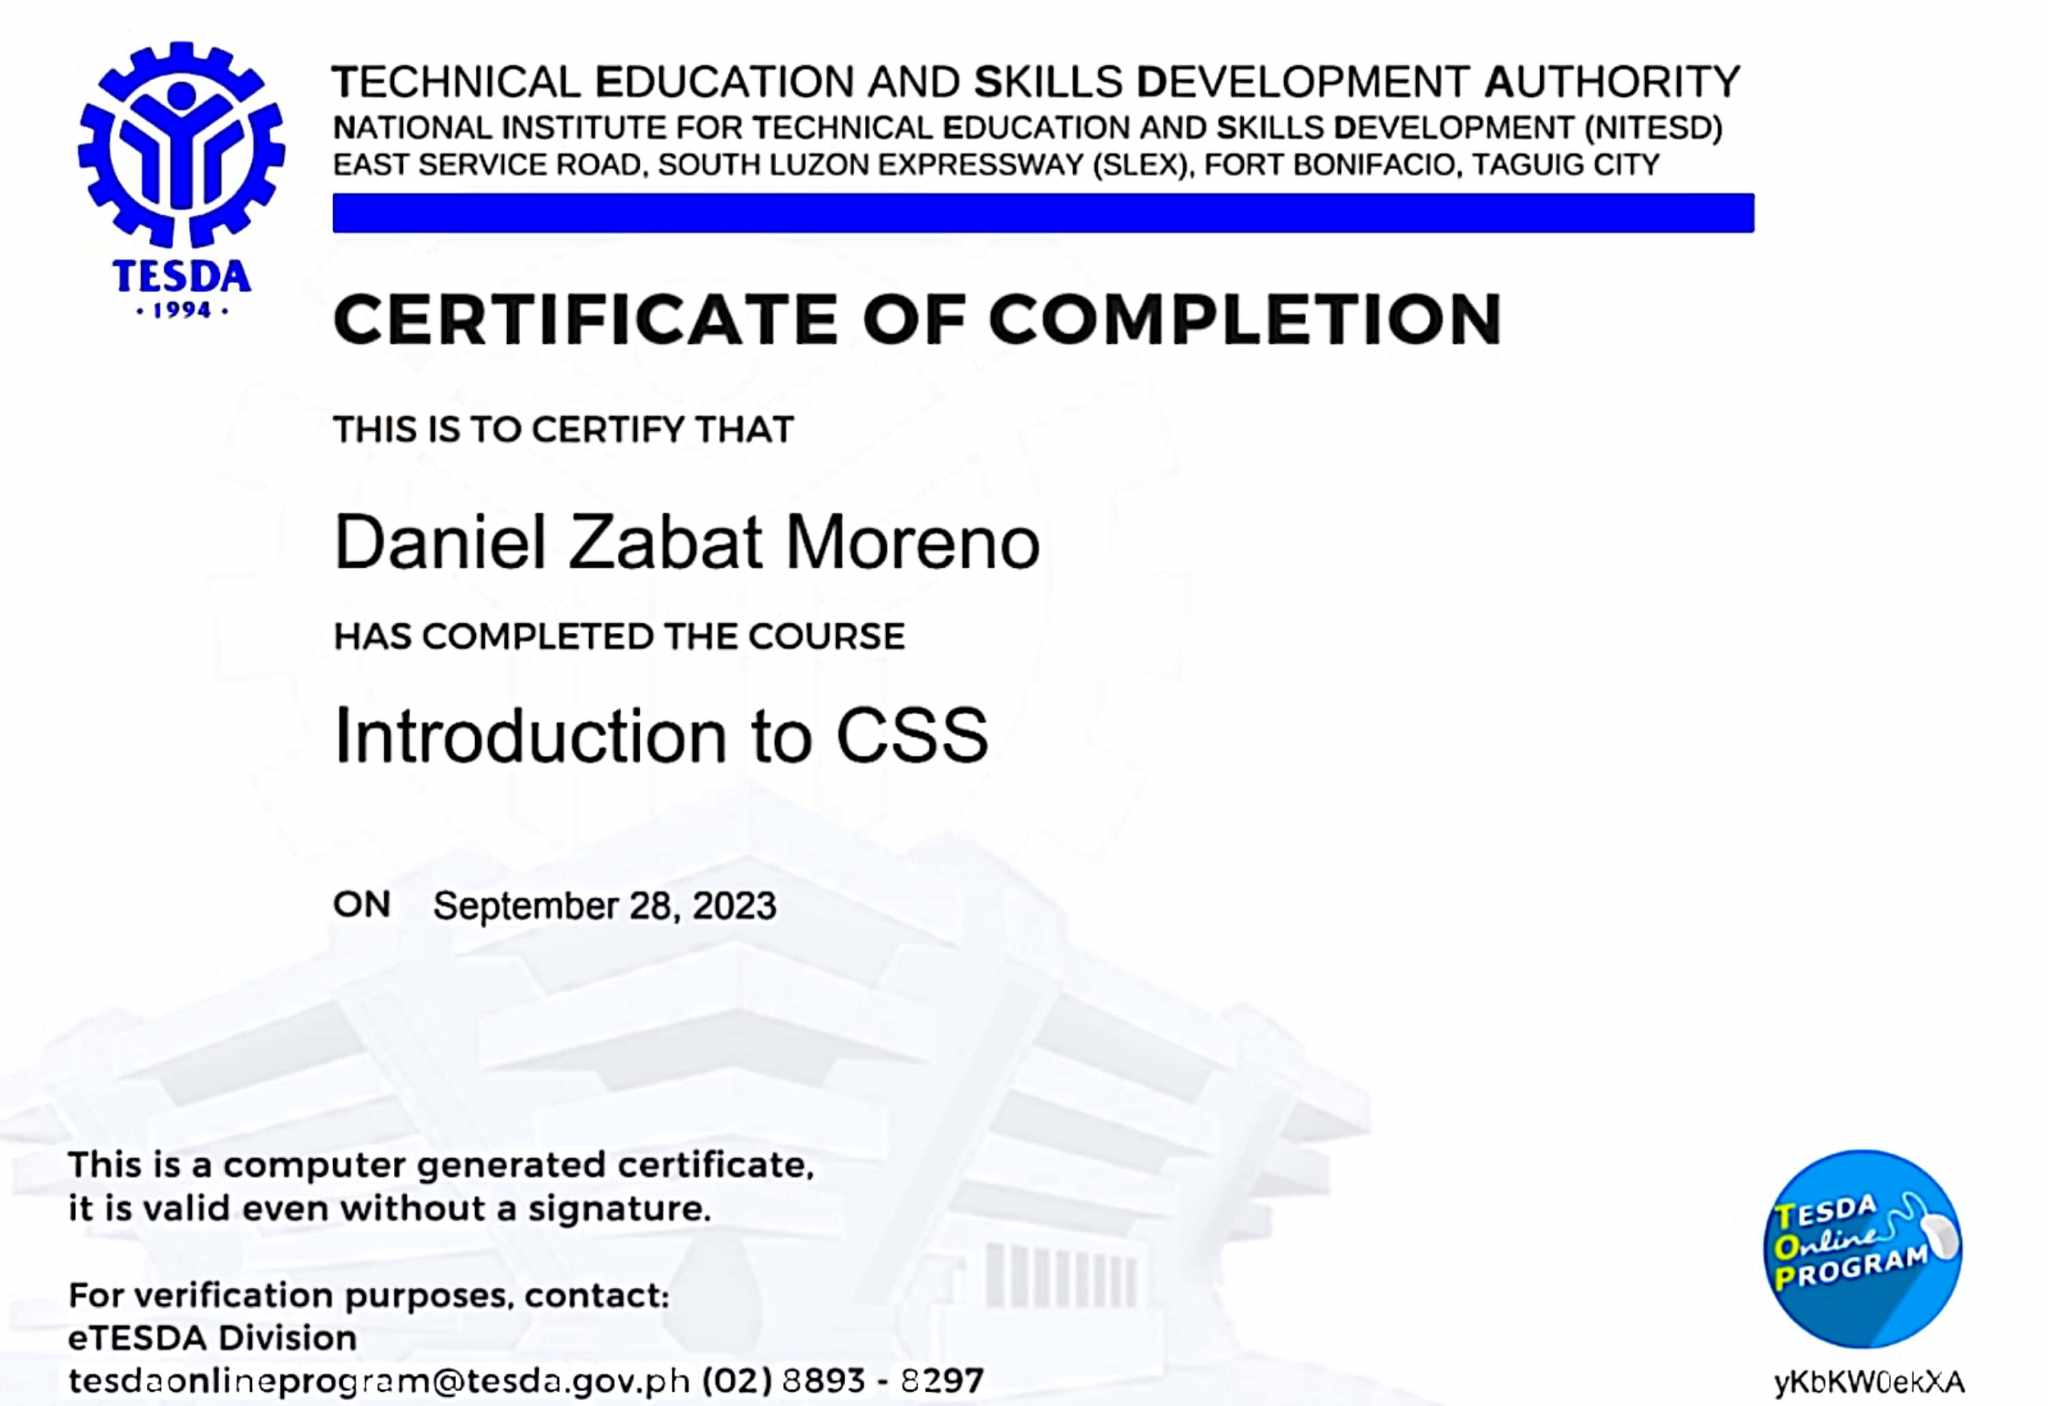 TECHNICAL EDUCATION AND SKILLS DEVELOPMENT AUTHORITY
NATIONAL INSTITUTE FOR TECHNICAL EDUCATION AND SKILLS DEVELOPMENT (NITESD)
EAST SERVICE ROAD, SOUTH LUZON EXPRESSWAY (SLEX), FORT BONIFACIO, TAGUIG CITY
TESDA
· 1994 ·
CERTIFICATE OF COMPLETION
THIS IS TO CERTIFY THAT
Daniel Zabat Moreno
HAS COMPLETED THE COURSE
Introduction to CSS
ON September 28, 2023
This is a computer generated certificate,
it is valid even without a signature.
For verification purposes, contact:
eTESDA Division
tesdaonlineprogram@tesda.gov.ph (02) 8893 - 8297
TESDA
Online
PROGRAM
yKbKW0ekXA